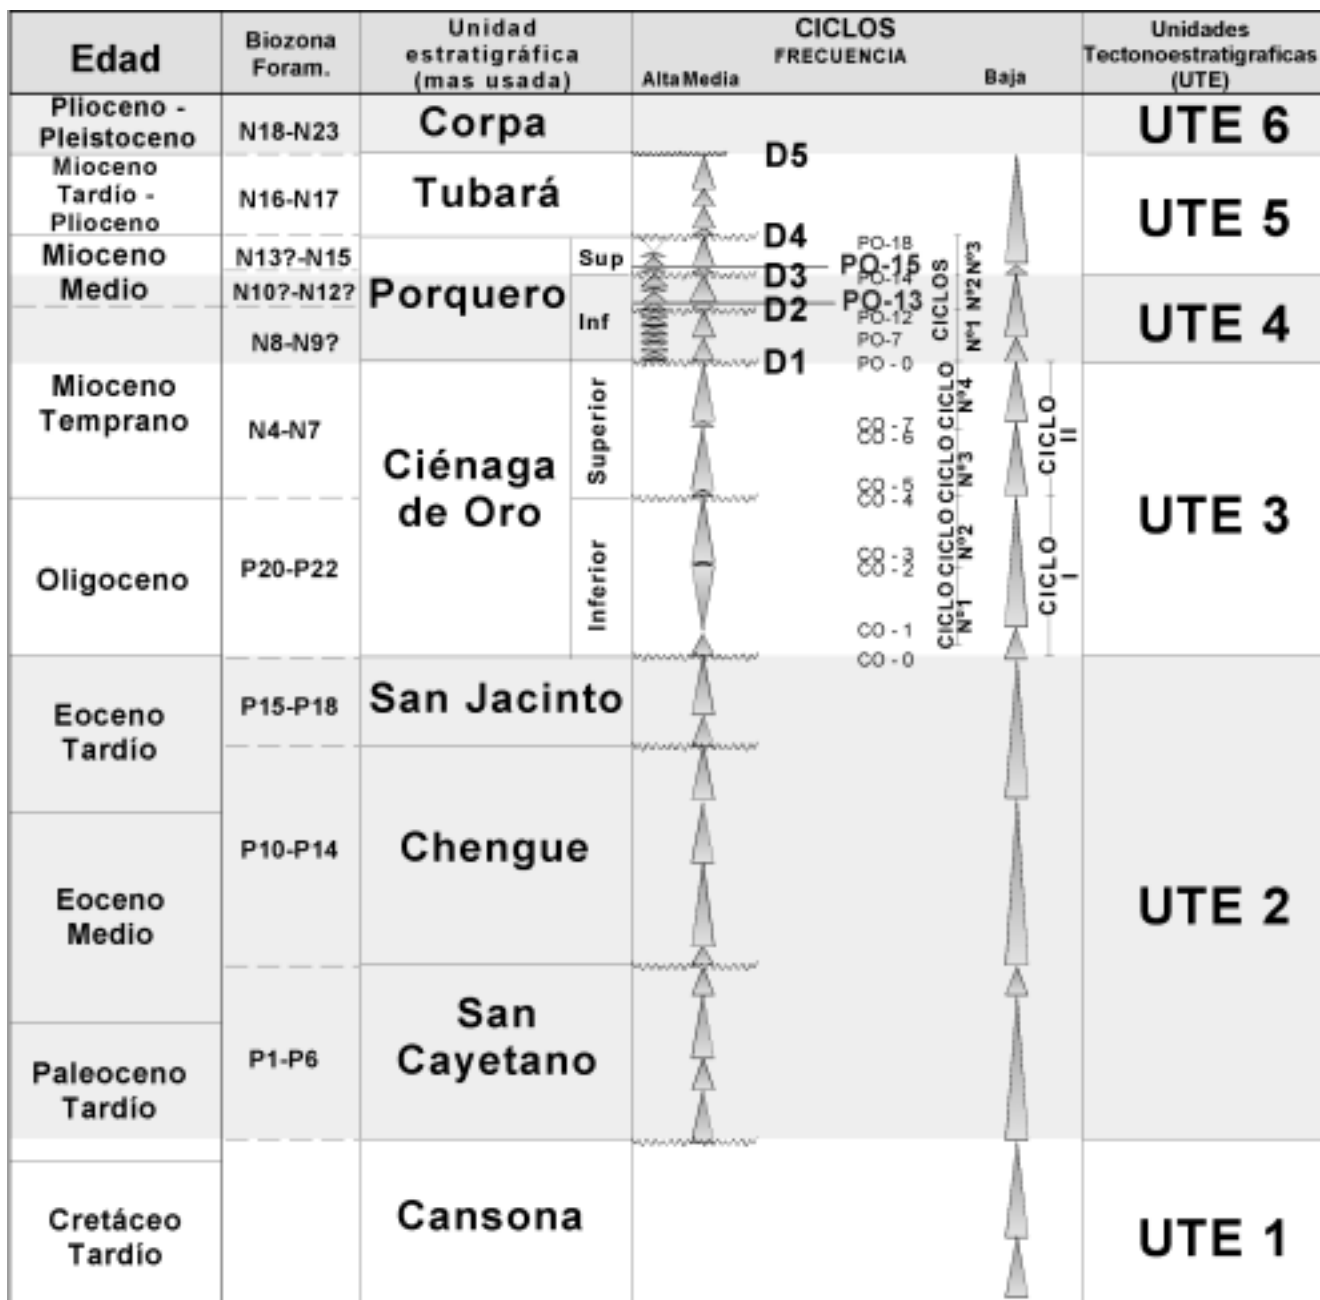 Edad
Biozona
Foram.
Unidad
estratigráfica
(mas usada)
CICLOS
FRECUENCIA
Alta Media
Baja
Unidades
Tectonoestratigraficas
(UTE)
Plioceno -
Pleistoceno
N18-N23
Corpa
UTE 6
D5
Mioceno
Tardío -
Plioceno
N16-N17
Tubará
UTE 5
D4
Mioceno
Medio
N13?-N15
N10?-N12?
N8-N9?
Porquero
Sup
Inf
PO-18
PO-15
D3
PO-14
PO-13
D2
PO-12
PO-7
D1
PO - 0
CICLOS
Nº1 Nº2 Nº3
UTE 4
Mioceno
Temprano
N4-N7
Ciénaga
de Oro
Superior
Inferior
CO - 7
CO - 6
CO - 5
CO - 4
CO - 3
CO - 2
CO - 1
CO - 0
CICLO
Nº4
CICLO
Nº3
CICLO
Nº2
CICLO
Nº1
CICLO
II
CICLO
I
UTE 3
Oligoceno
P20-P22
Eoceno
Tardío
P15-P18
San Jacinto
P10-P14
Chengue
UTE 2
Eoceno
Medio
San
Cayetano
P1-P6
Paleoceno
Tardío
Cretáceo
Tardío
Cansona
UTE 1